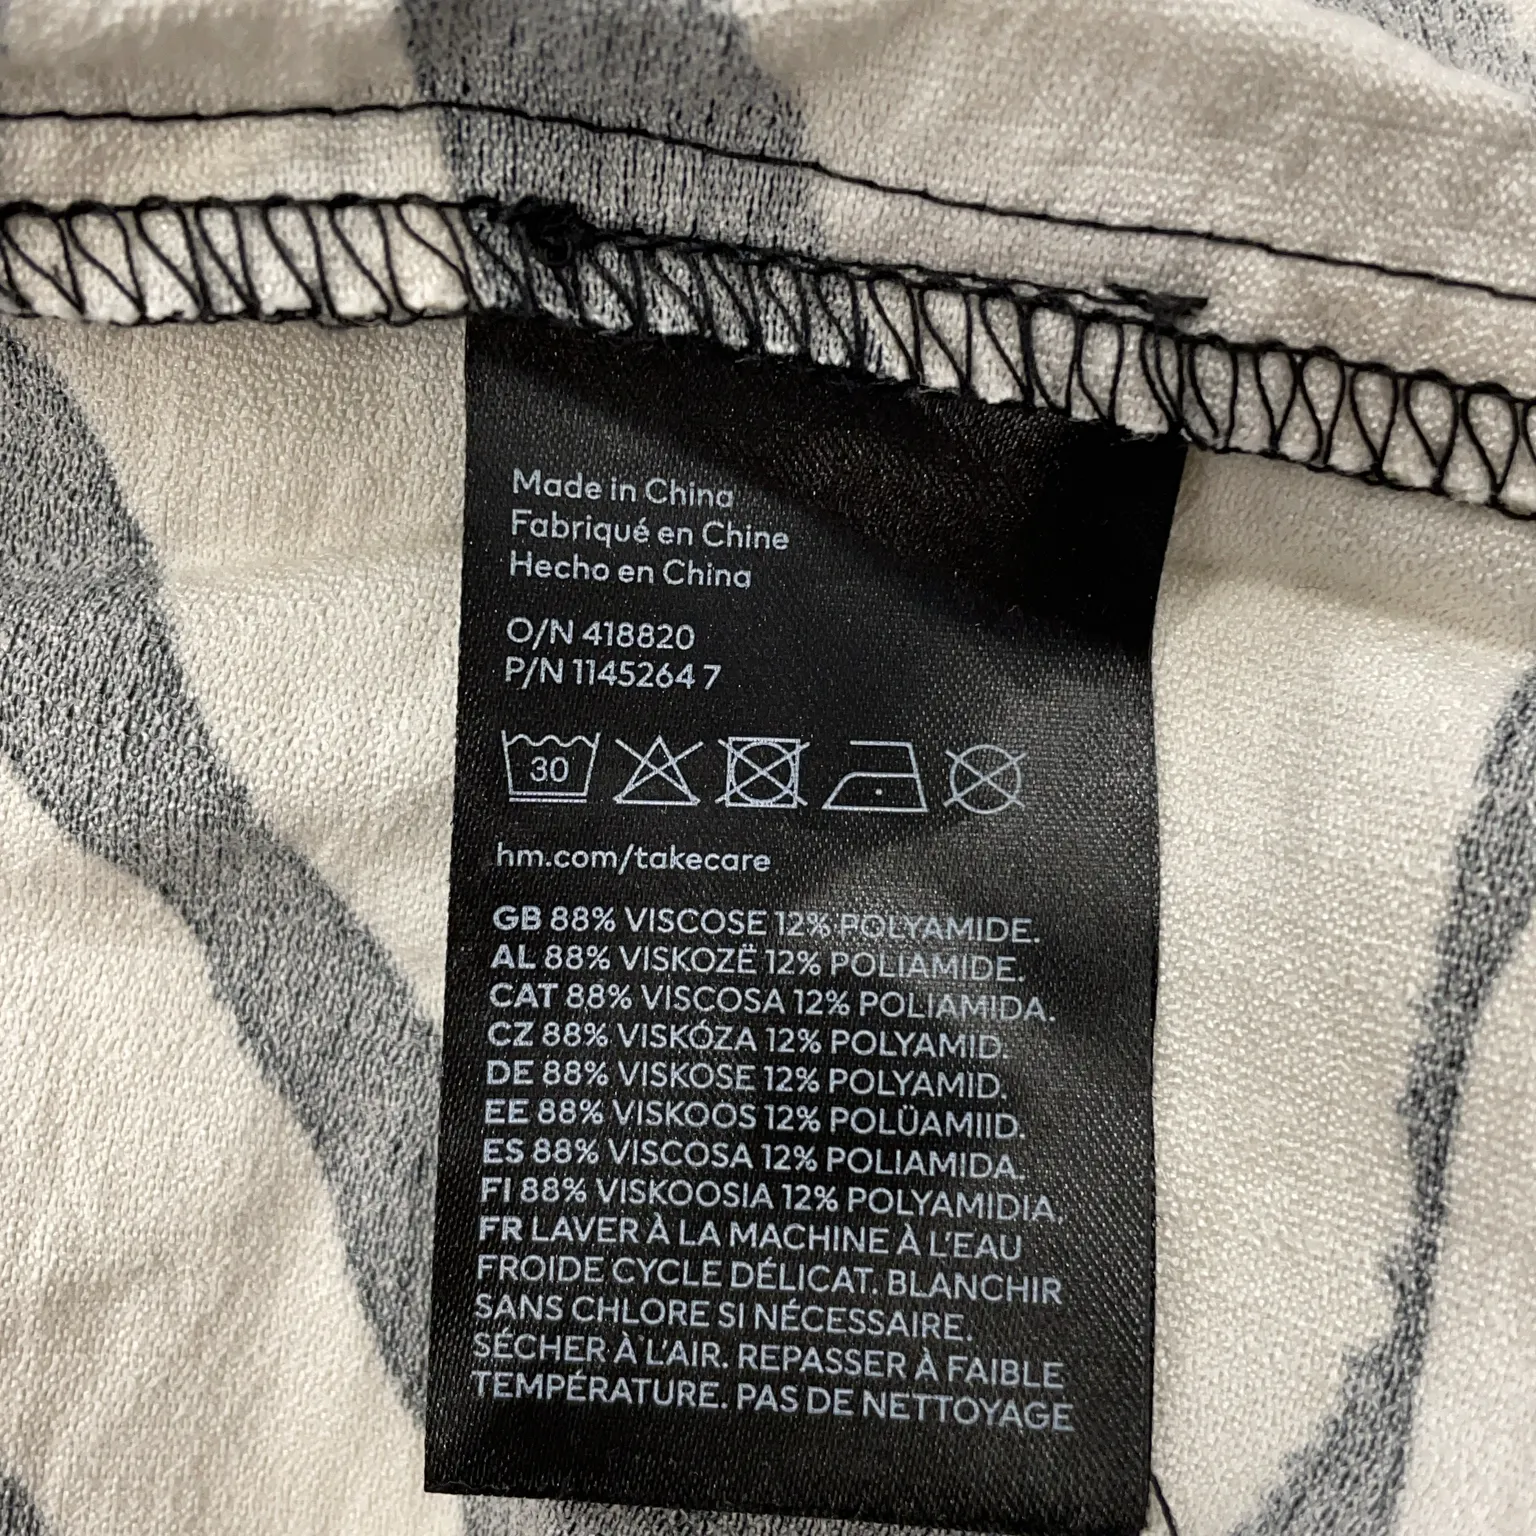 Made in China
Fabriqué en Chine
Hecho en China
O/N 418820
P/N 1145264 7
30
hm.com/takecare
GB 88% VISCOSE 12% POLYAMIDE.
AL 88% VISKOZË 12% POLIAMIDE.
CAT 88% VISCOSA 12% POLIAMIDA.
CZ 88% VISKÓZA 12% POLYAMID.
DE 88% VISKOSE 12% POLYAMID.
EE 88% VISKOOS 12% POLÜAMIID.
ES 88% VISCOSA 12% POLIAMIDA.
FI 88% VISKOOSIA 12% POLYAMIDIA.
FR LAVER À LA MACHINE À L'EAU
FROIDE CYCLE DÉLICAT. BLANCHIR
SANS CHLORE SI NÉCESSAIRE.
SÉCHER À L'AIR. REPASSER À FAIBLE
TEMPÉRATURE. PAS DE NETTOYAGE